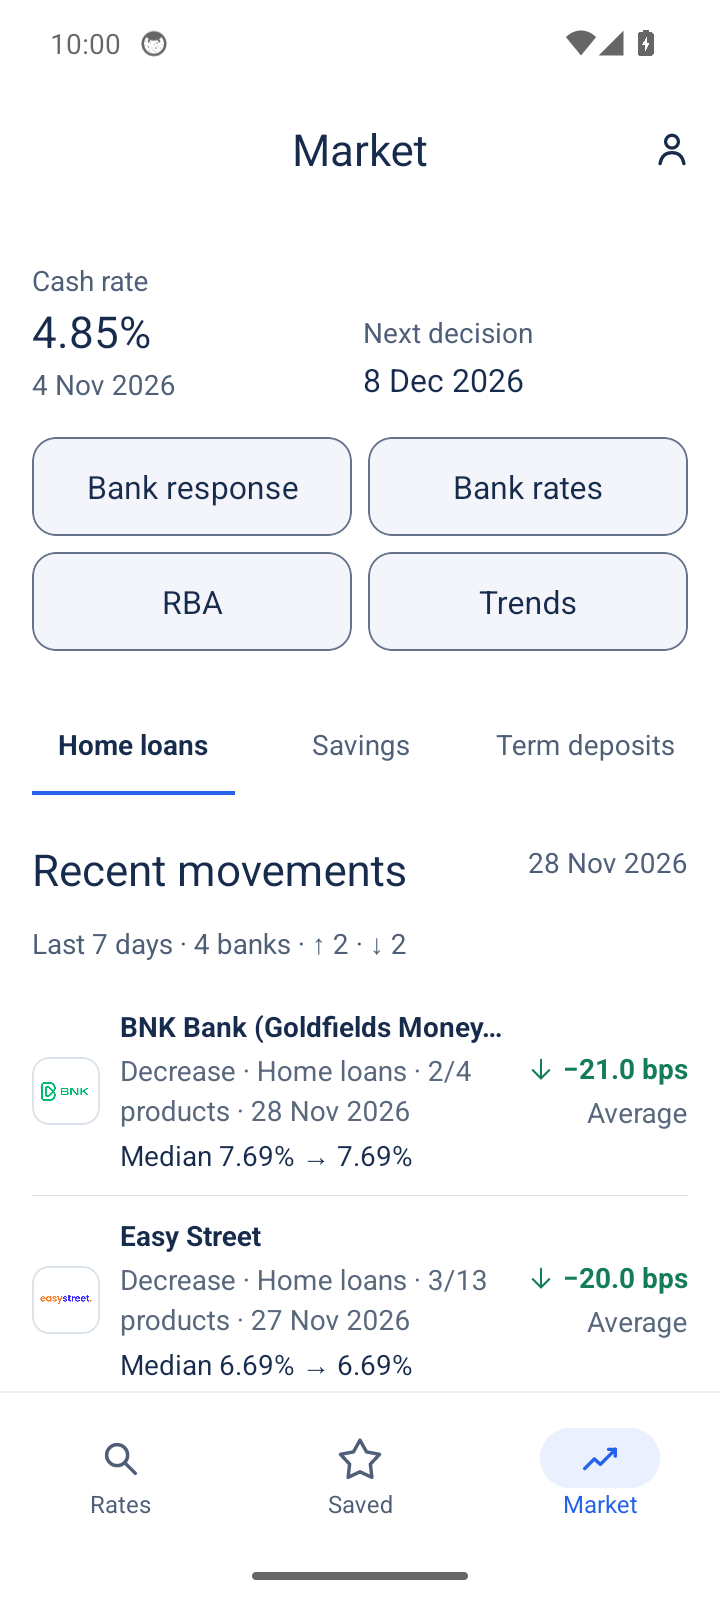 10:00
Market
Cash rate
4.85%
4 Nov 2026
Next decision
8 Dec 2026
Bank response
Bank rates
RBA
Trends
Home loans
Savings
Term deposits
Recent movements
28 Nov 2026
Last 7 days · 4 banks · ↑ 2 · ↓ 2
BNK Bank (Goldfields Money...
BNK
Decrease · Home loans · 2/4
products · 28 Nov 2026
Median 7.69% → 7.69%
↓ −21.0 bps
Average
Easy Street
easystreet.
Decrease · Home loans · 3/13
products · 27 Nov 2026
Median 6.69% → 6.69%
↓ −20.0 bps
Average
Rates
Saved
Market